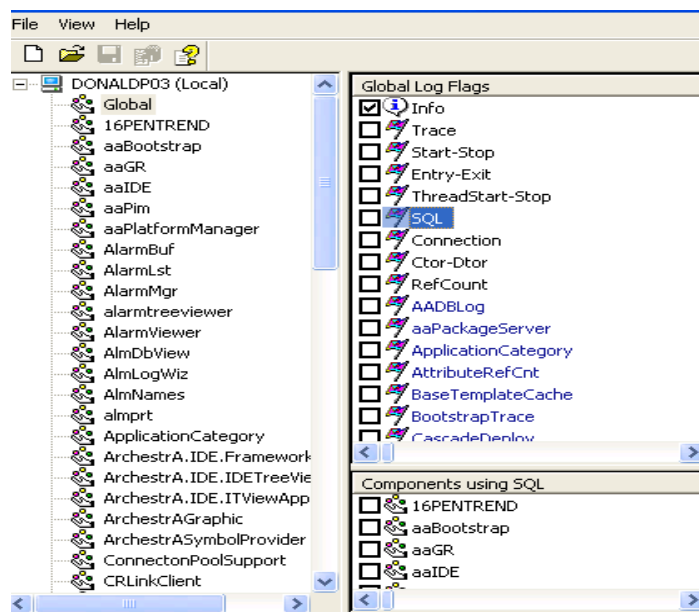 File View Help
DONALDP03 (Local)
Global
16PENTREND
aaBootstrap
aaGR
aaIDE
aaPim
aaPlatformManager
AlarmBuf
AlarmLst
AlarmMgr
alarmtreeviewer
AlarmViewer
AlmDbView
AlmLogWiz
AlmNames
almprt
ApplicationCategory
ArchestrA.IDE.Framework
ArchestrA.IDE.IDETreeVie
ArchestrA.IDE.ITViewApp
ArchestrAGraphic
ArchestrASymbolProvider
ConnectonPoolSupport
CRLinkClient
Global Log Flags
Info
Trace
Start-Stop
Entry-Exit
ThreadStart-Stop
SQL
Connection
Ctor-Dtor
RefCount
AADBLog
aaPackageServer
ApplicationCategory
AttributeRefCnt
BaseTemplateCache
BootstrapTrace
CascadeDeploy
Components using SQL
16PENTREND
aaBootstrap
aaGR
aaIDE